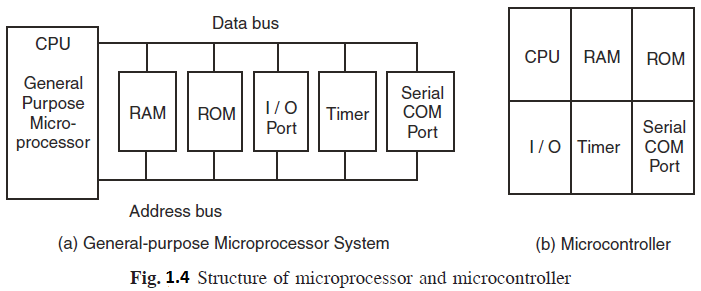 Data bus
CPU
General
Purpose
Micro-
processor
RAM
ROM
I / O
Port
Timer
Serial
COM
Port
Address bus
(a) General-purpose Microprocessor System
CPU
RAM
ROM
I / O
Timer
Serial
COM
Port
(b) Microcontroller
Fig. 1.4 Structure of microprocessor and microcontroller